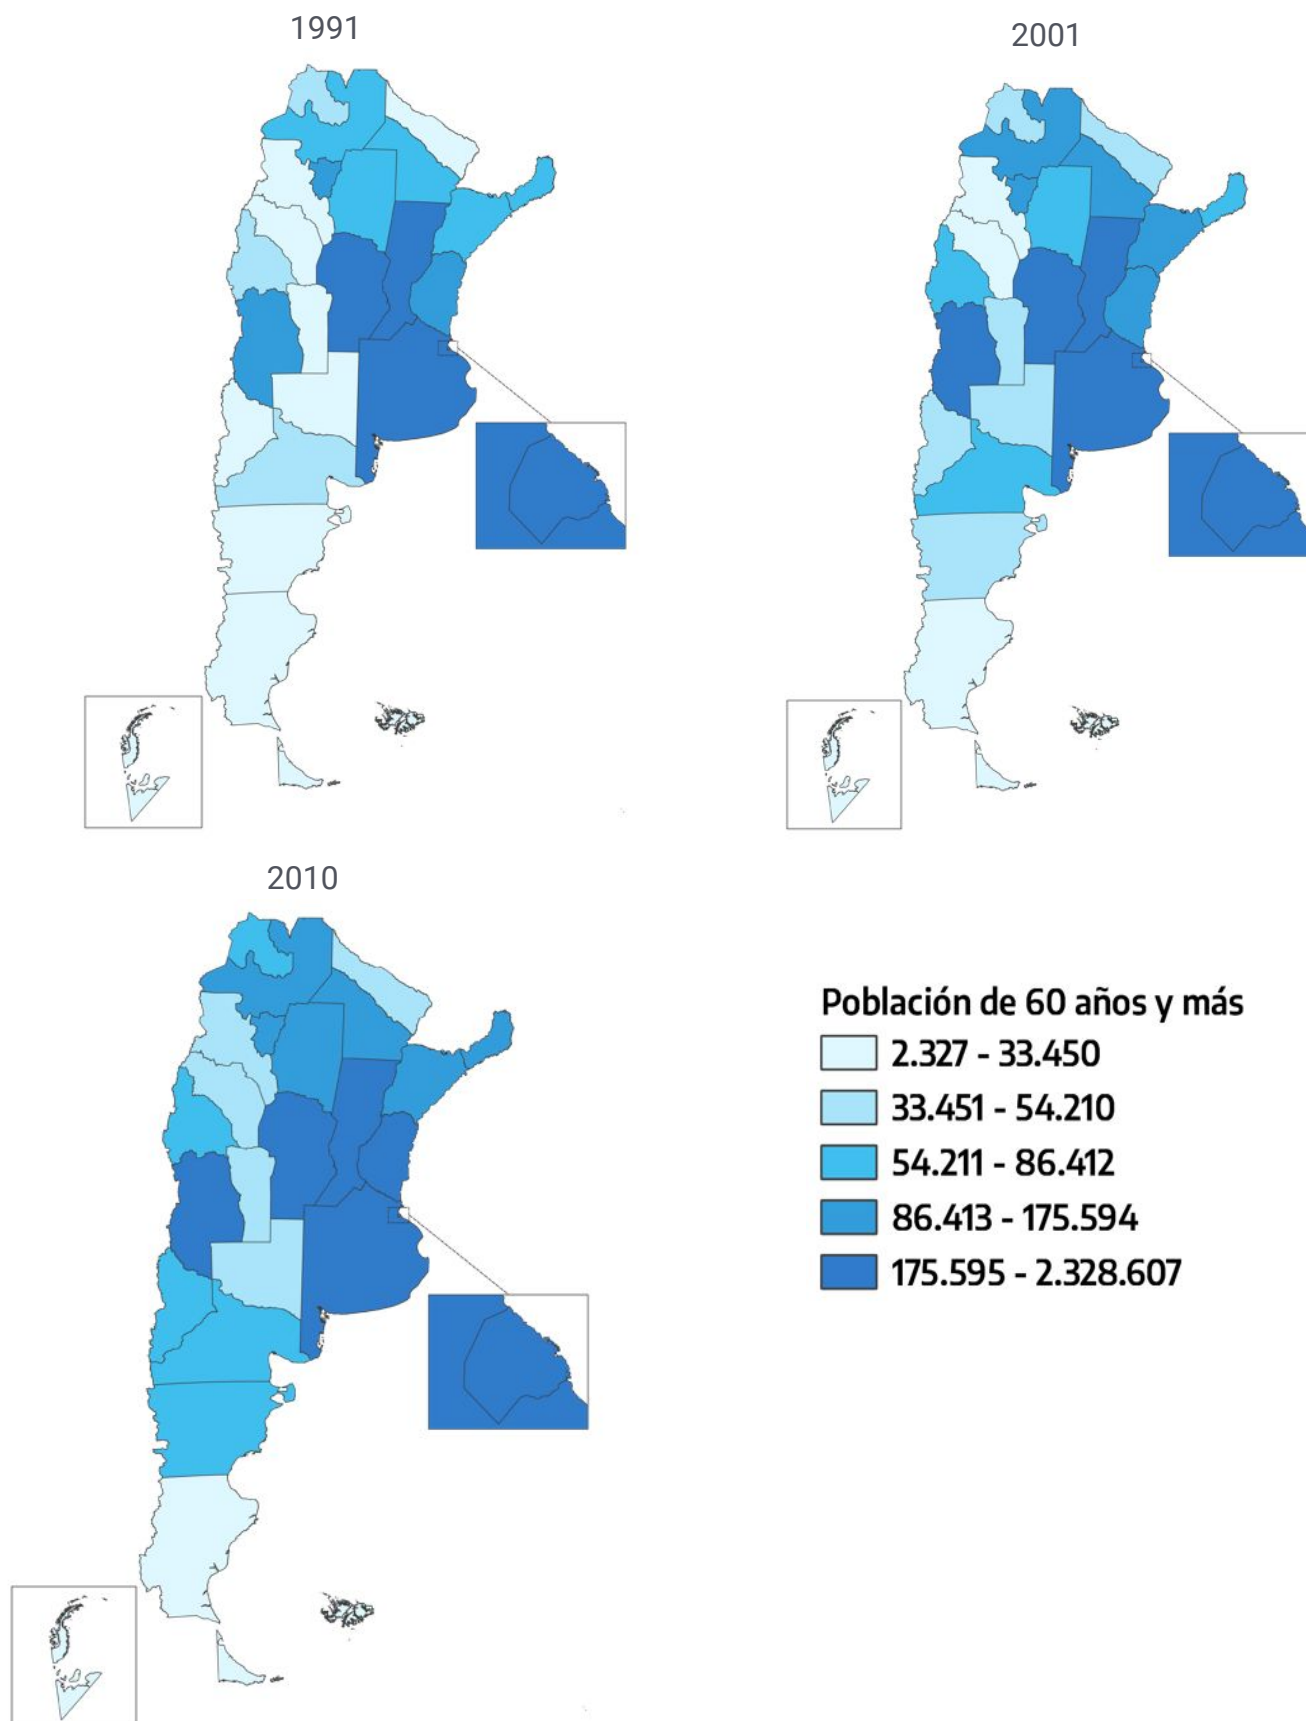 1991
2001
2010
Población de 60 años y más
2.327 - 33.450
33.451 - 54.210
54.211 - 86.412
86.413 - 175.594
175.595 - 2.328.607